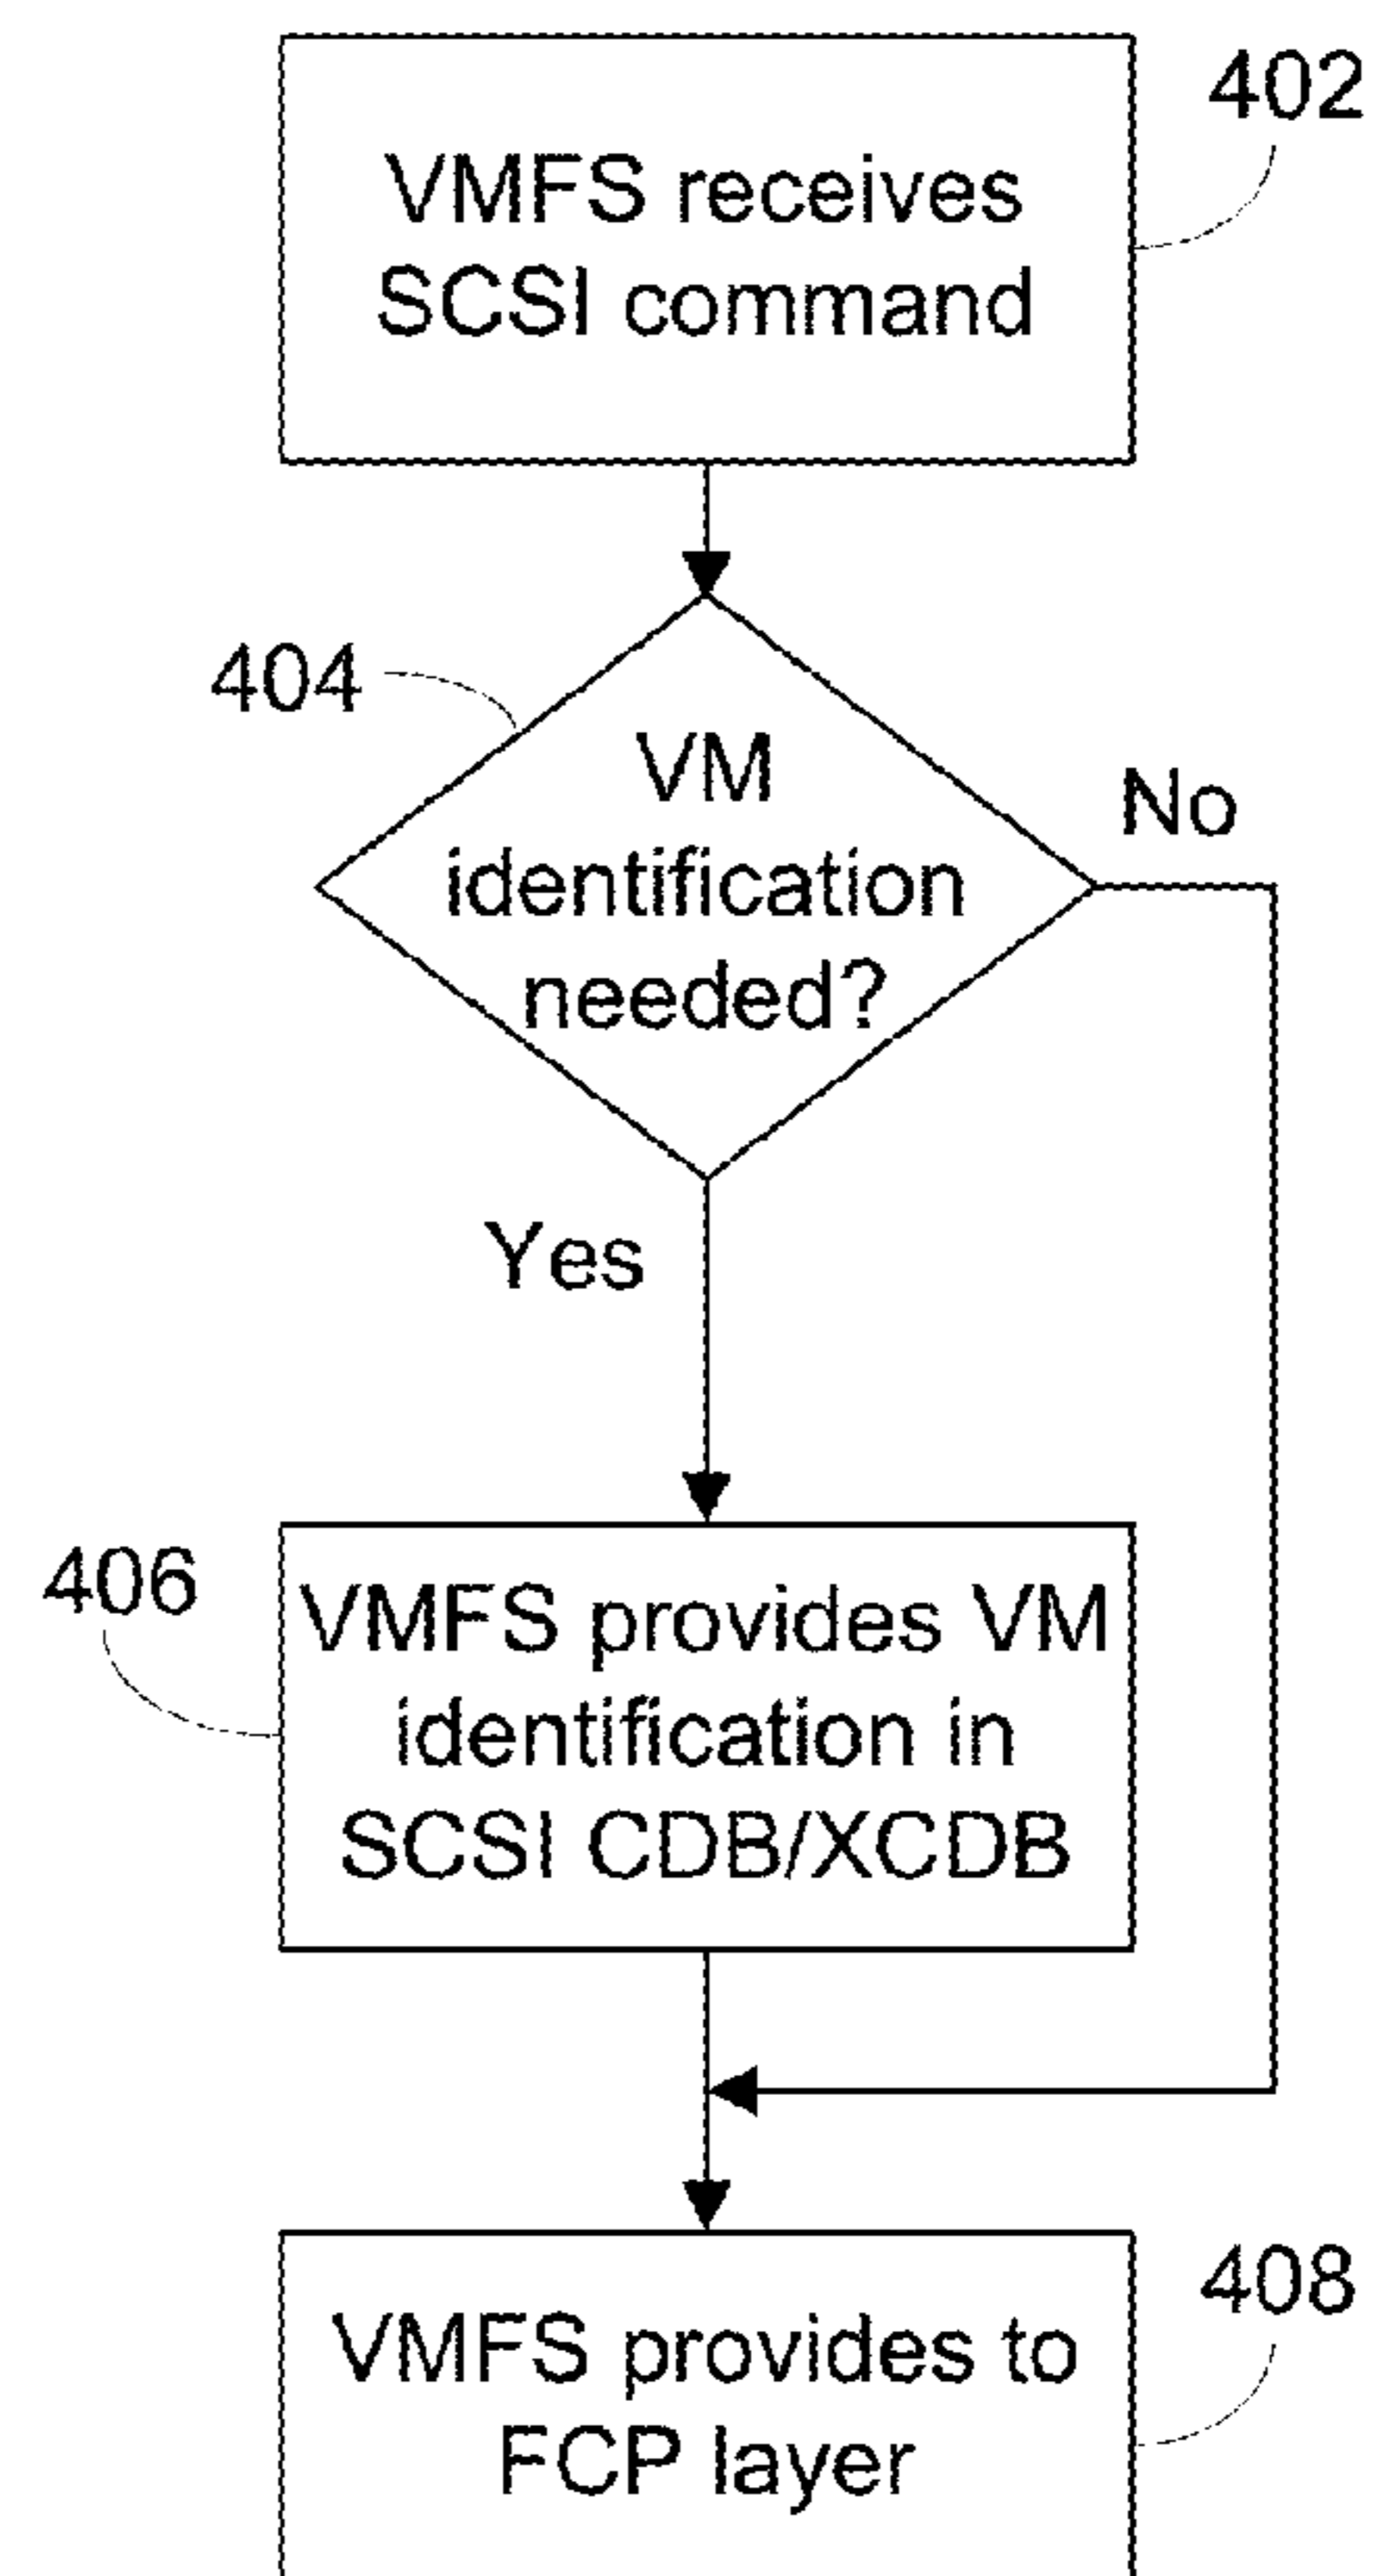 402
VMFS receives
SCSI command
404
VM
identification
needed?
No
Yes
406
VMFS provides VM
identification in
SCSI CDB/XCDB
408
VMFS provides to
FCP layer